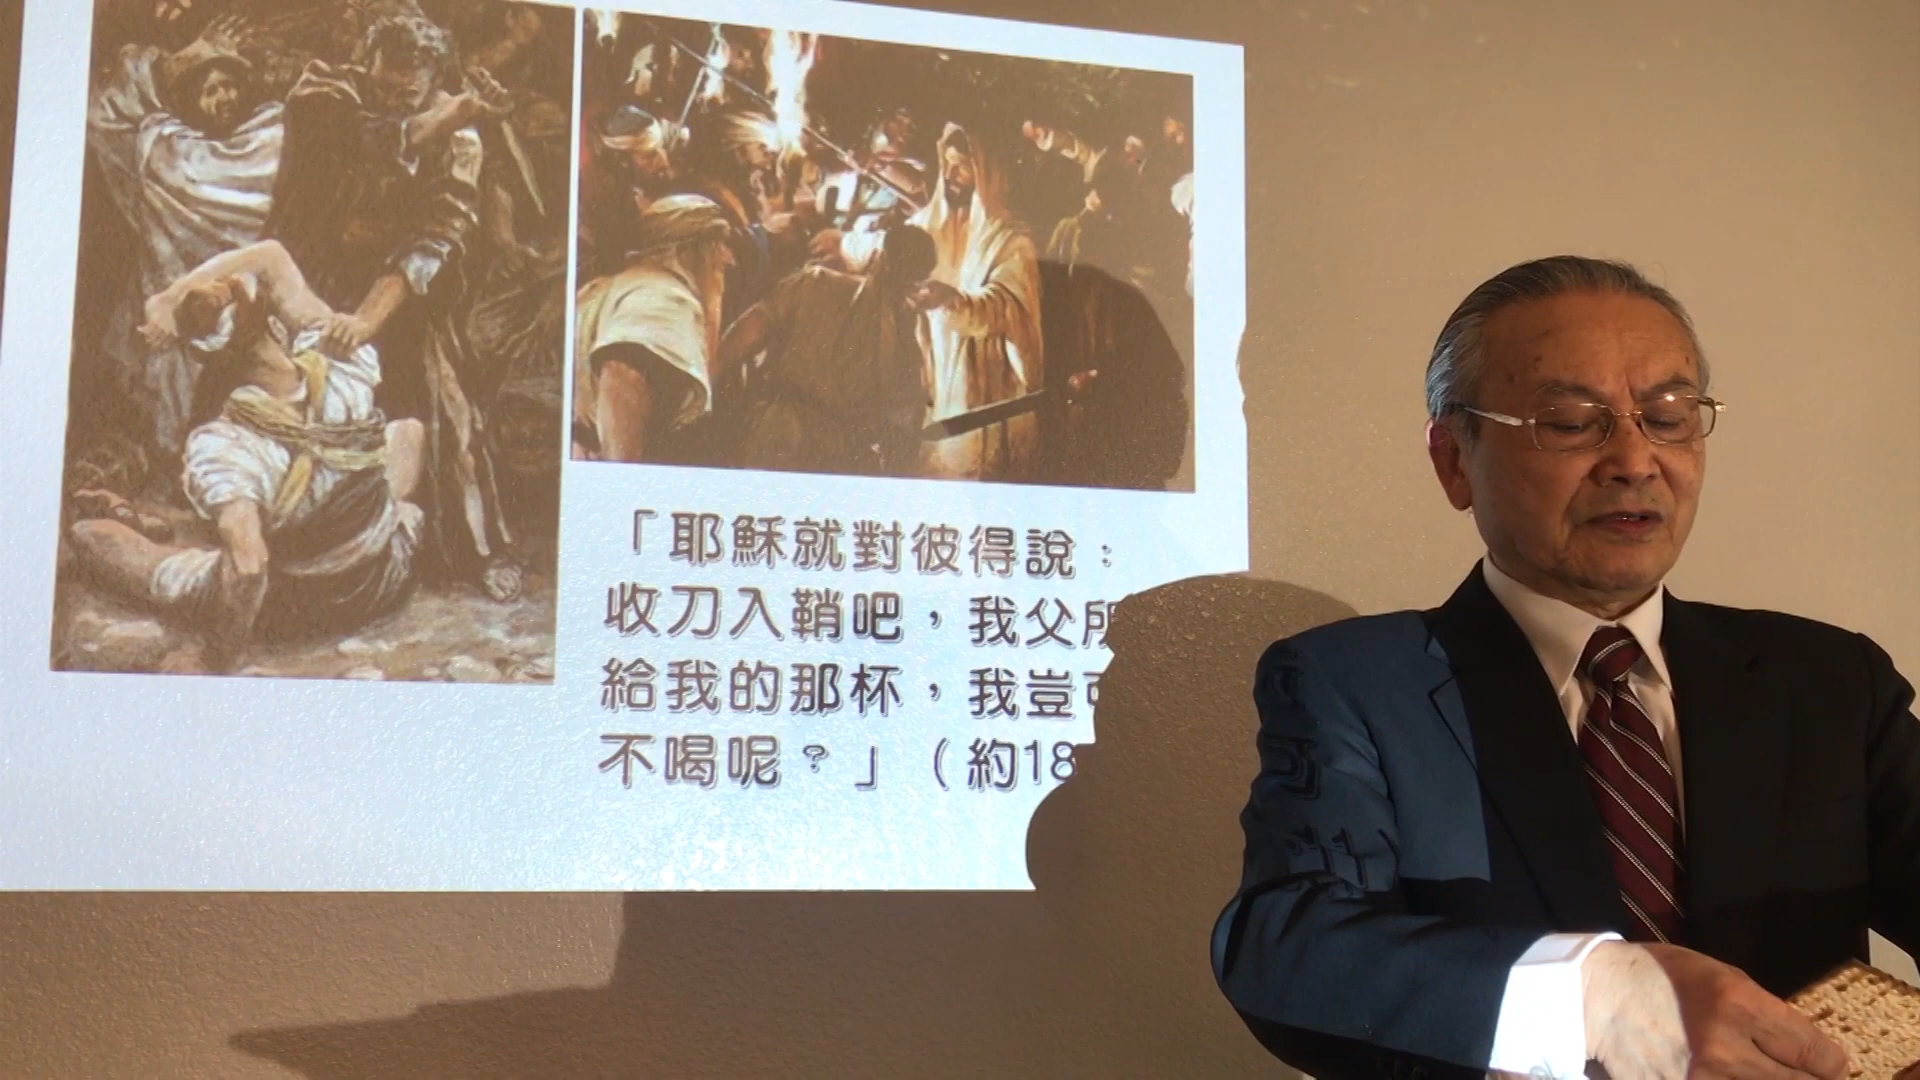 「耶穌就對彼得說：
收刀入鞘吧，我父所
給我的那杯，我豈可
不喝呢？」（約18